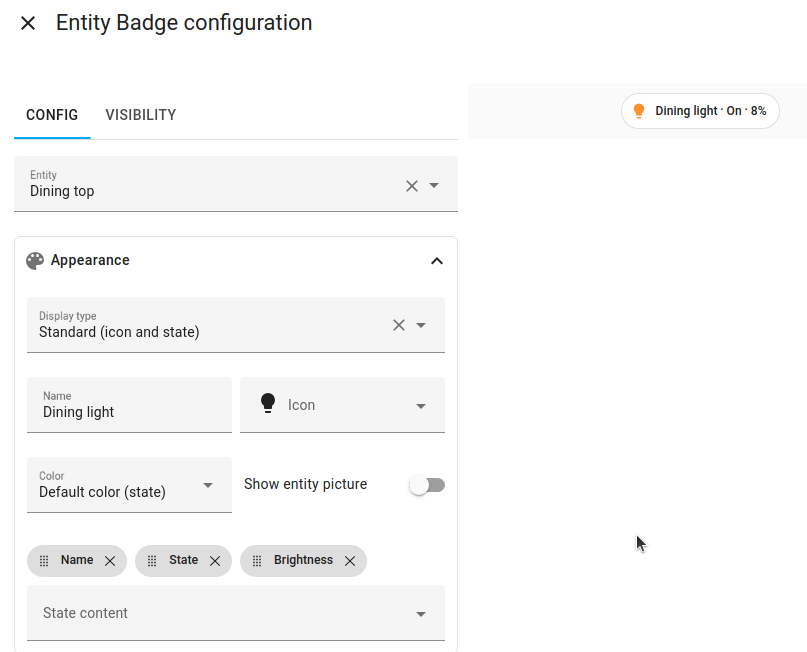 Entity Badge configuration
CONFIG VISIBILITY
Dining light · On · 8%
Entity
Dining top
Appearance
Display type
Standard (icon and state)
Name
Dining light
Icon
Color
Default color (state)
Show entity picture
Name State Brightness
State content